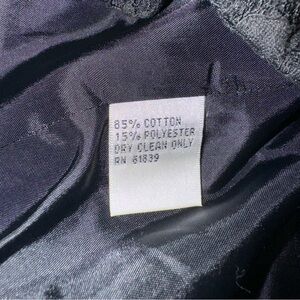 85% COTTON
15% POLYESTER
DRY CLEAN ONLY
RN 61839